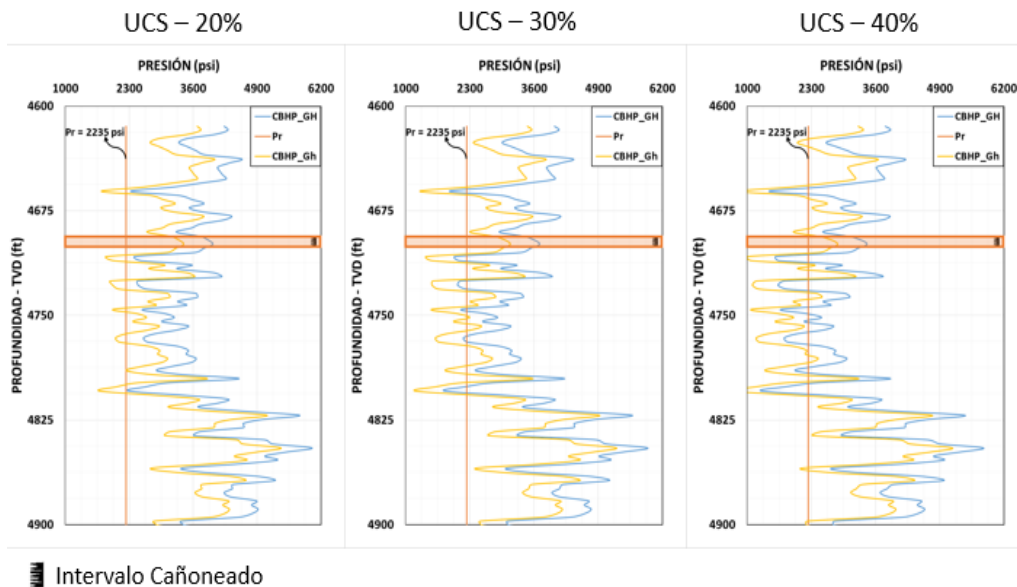 UCS – 20%
PRESIÓN (psi)
1000 2300 3600 4900 6200
4600
4675
4750
4825
4900
PROFUNDIDAD - TVD (ft)
Pr = 2235 psi
CBHP_GH
Pr
CBHP_Gh
UCS – 30%
PRESIÓN (psi)
1000 2300 3600 4900 6200
4600
4675
4750
4825
4900
PROFUNDIDAD - TVD (ft)
Pr = 2235 psi
CBHP_GH
Pr
CBHP_Gh
UCS – 40%
PRESIÓN (psi)
1000 2300 3600 4900 6200
4600
4675
4750
4825
4900
PROFUNDIDAD - TVD (ft)
Pr = 2235 psi
CBHP_GH
Pr
CBHP_Gh
Intervalo Cañoneado